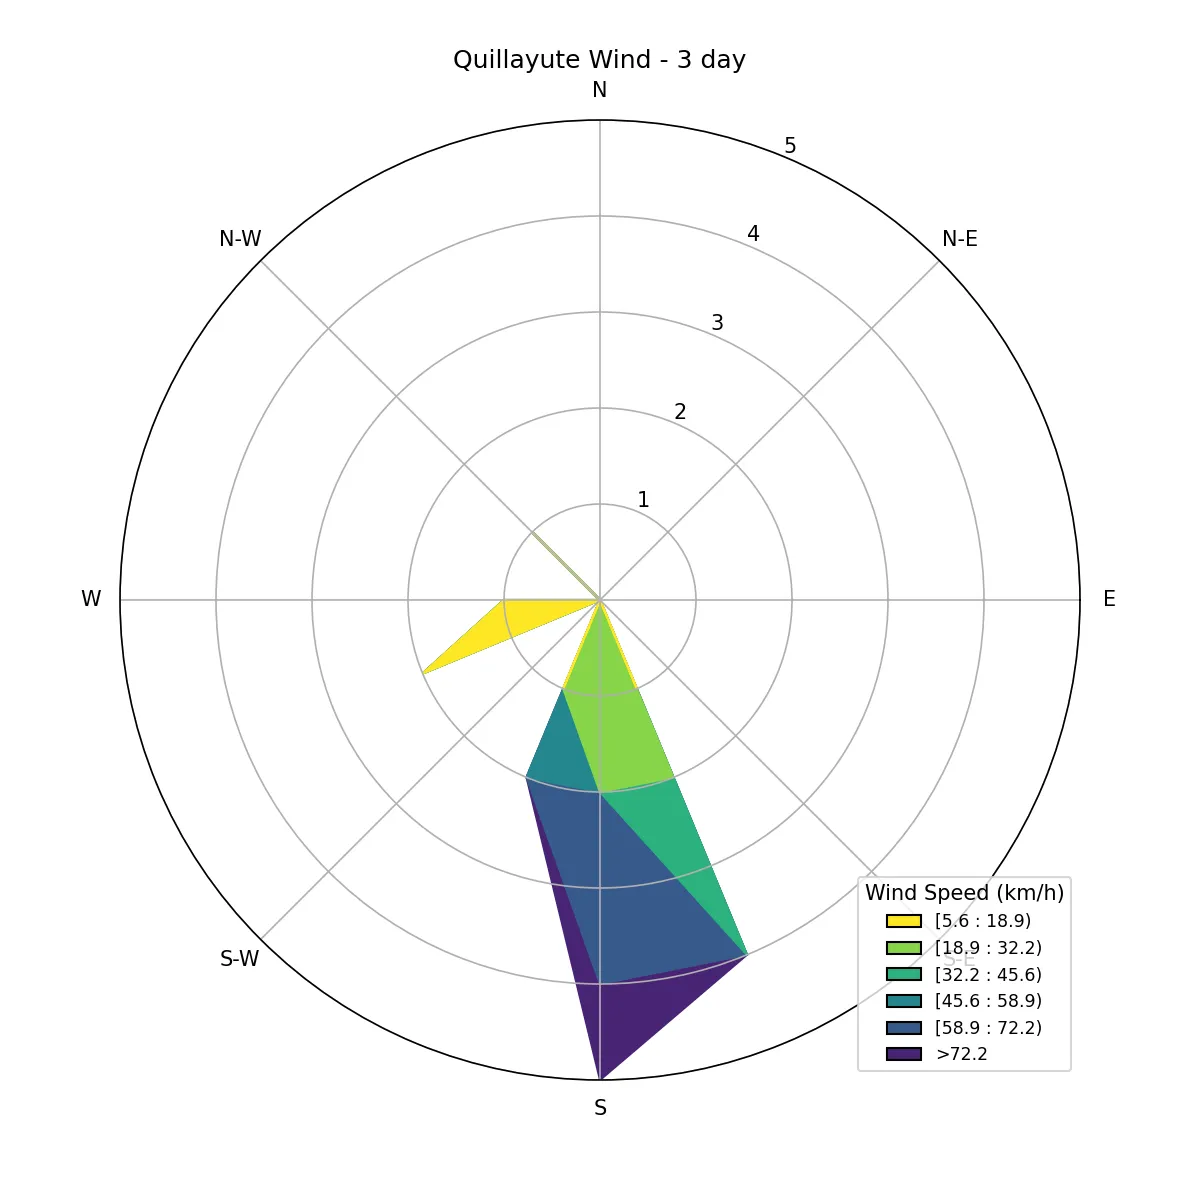 Quillayute Wind - 3 day
N
5
N-W
N-E
4
3
2
1
W
E
Wind Speed (km/h)
[5.6 : 18.9)
[18.9 : 32.2)
S-W
S-E
[32.2 : 45.6)
[45.6 : 58.9)
[58.9 : 72.2)
>72.2
S